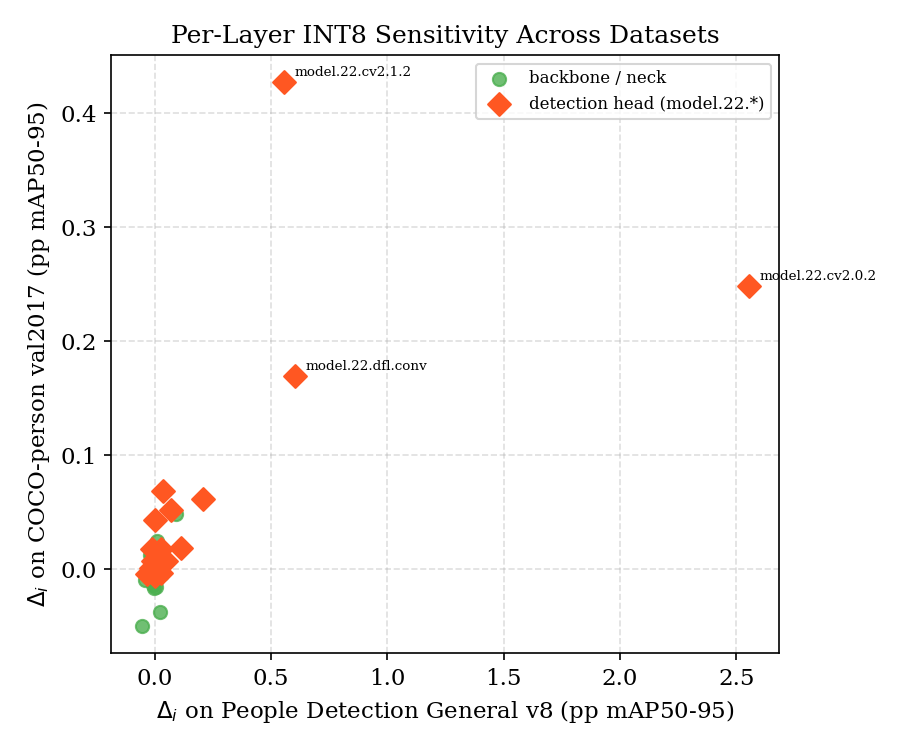 Per-Layer INT8 Sensitivity Across Datasets
model.22.cv2.1.2
backbone / neck
detection head (model.22.*)
0.4
0.3
model.22.cv2.0.2
0.2
model.22.dfl.conv
0.1
0.0
Δi on COCO-person val2017 (pp mAP50-95)
0.0 0.5 1.0 1.5 2.0 2.5
Δi on People Detection General v8 (pp mAP50-95)